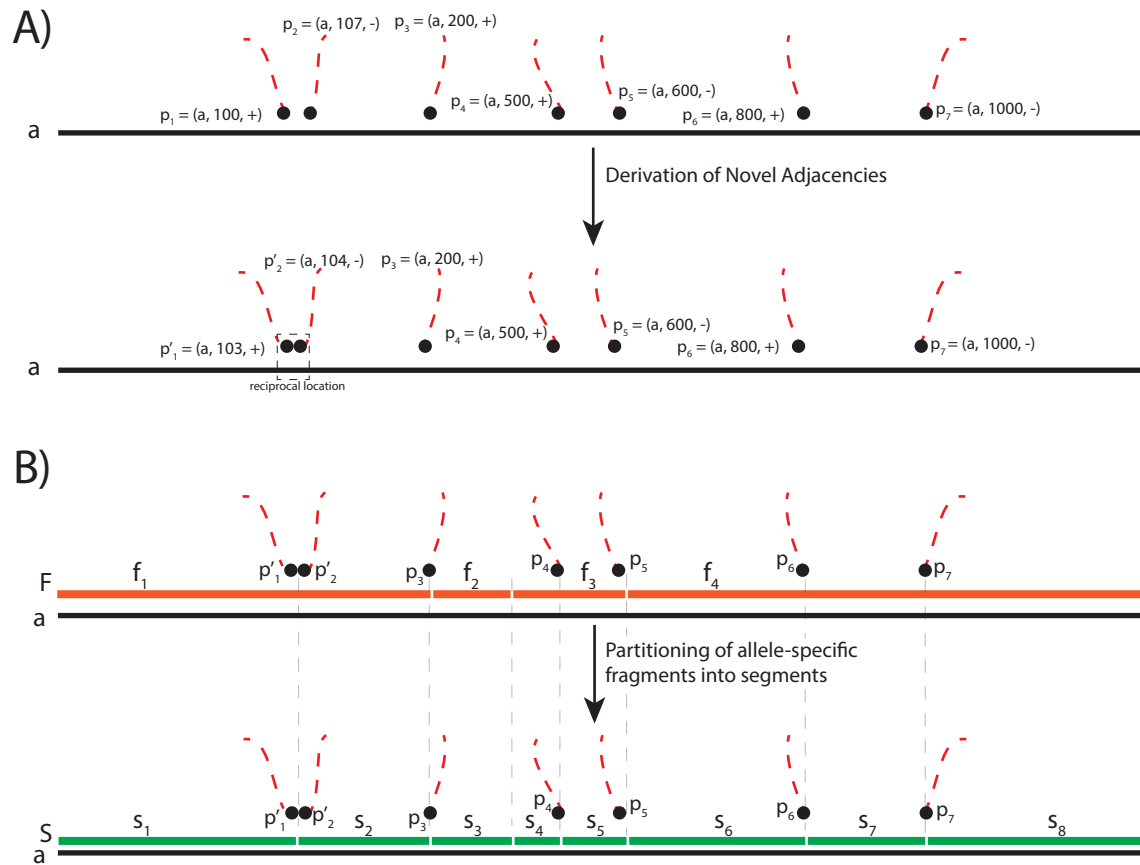 A)
p2 = (a, 107, -) p3 = (a, 200, +)
p1 = (a, 100, +) p4 = (a, 500, +) p5 = (a, 600, -) p6 = (a, 800, +) p7 = (a, 1000, -)
a
Derivation of Novel Adjacencies
p'2 = (a, 104, -) p3 = (a, 200, +)
p'1 = (a, 103, +) p4 = (a, 500, +) p5 = (a, 600, -) p6 = (a, 800, +) p7 = (a, 1000, -)
a
reciprocal location
B)
f1 p'1 p'2 p3 f2 p4 f3 p5 f4 p6 p7
F
a
Partitioning of allele-specific
fragments into segments
s1 p'1 p'2 s2 p3 s3 s4 p4 s5 p5 s6 p6 s7 p7 s8
S
a